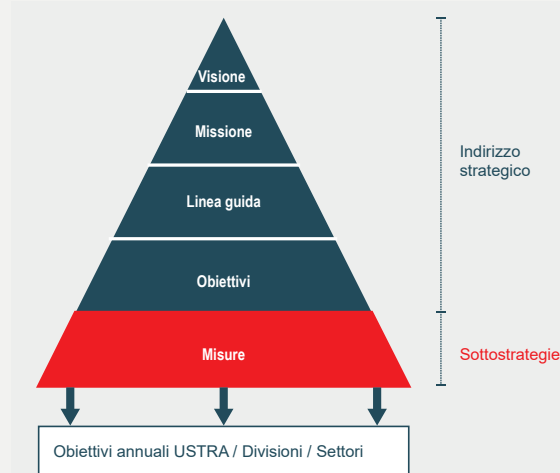 Visione
Missione
Linea guida
Obiettivi
Misure
Indirizzo
strategico
Sottostrategie
Obiettivi annuali USTRA / Divisioni / Settori